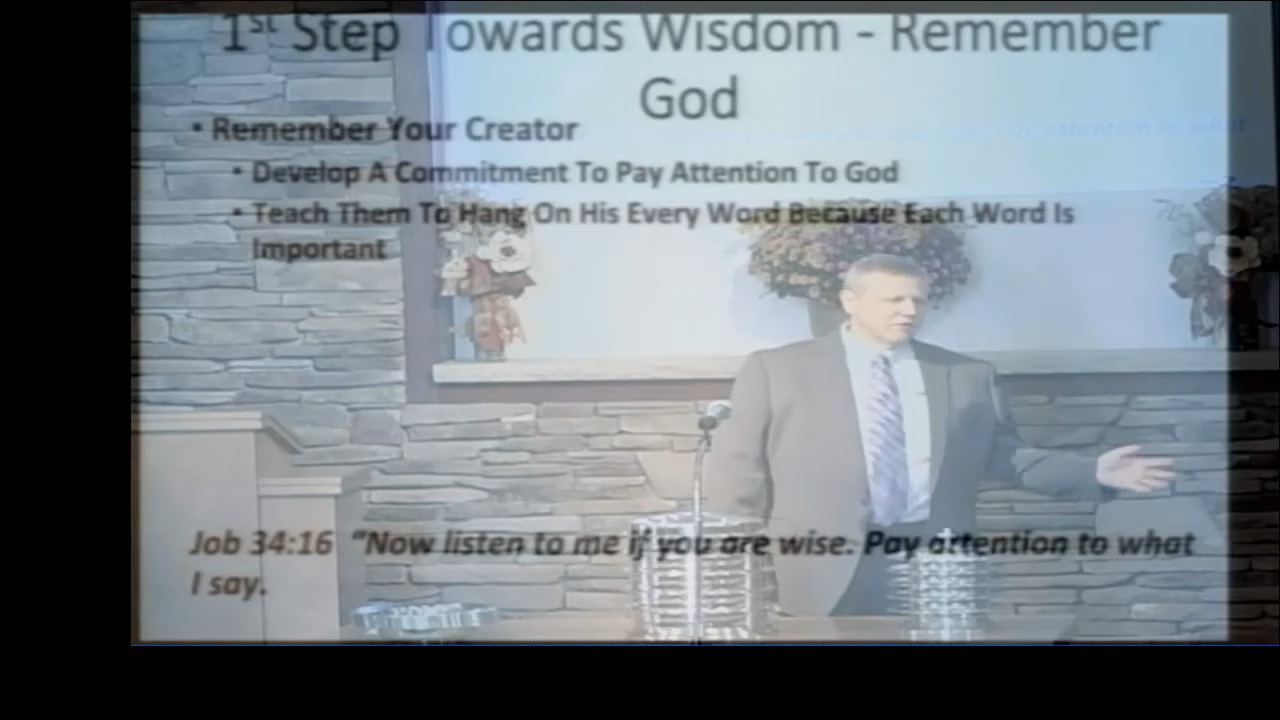 1st Step Towards Wisdom - Remember
God
• Remember Your Creator
• Develop A Commitment To Pay Attention To God
• Teach Them To Hang On His Every Word Because Each Word Is
Important
Job 34:16 "Now listen to me if you are wise. Pay attention to what
I say.